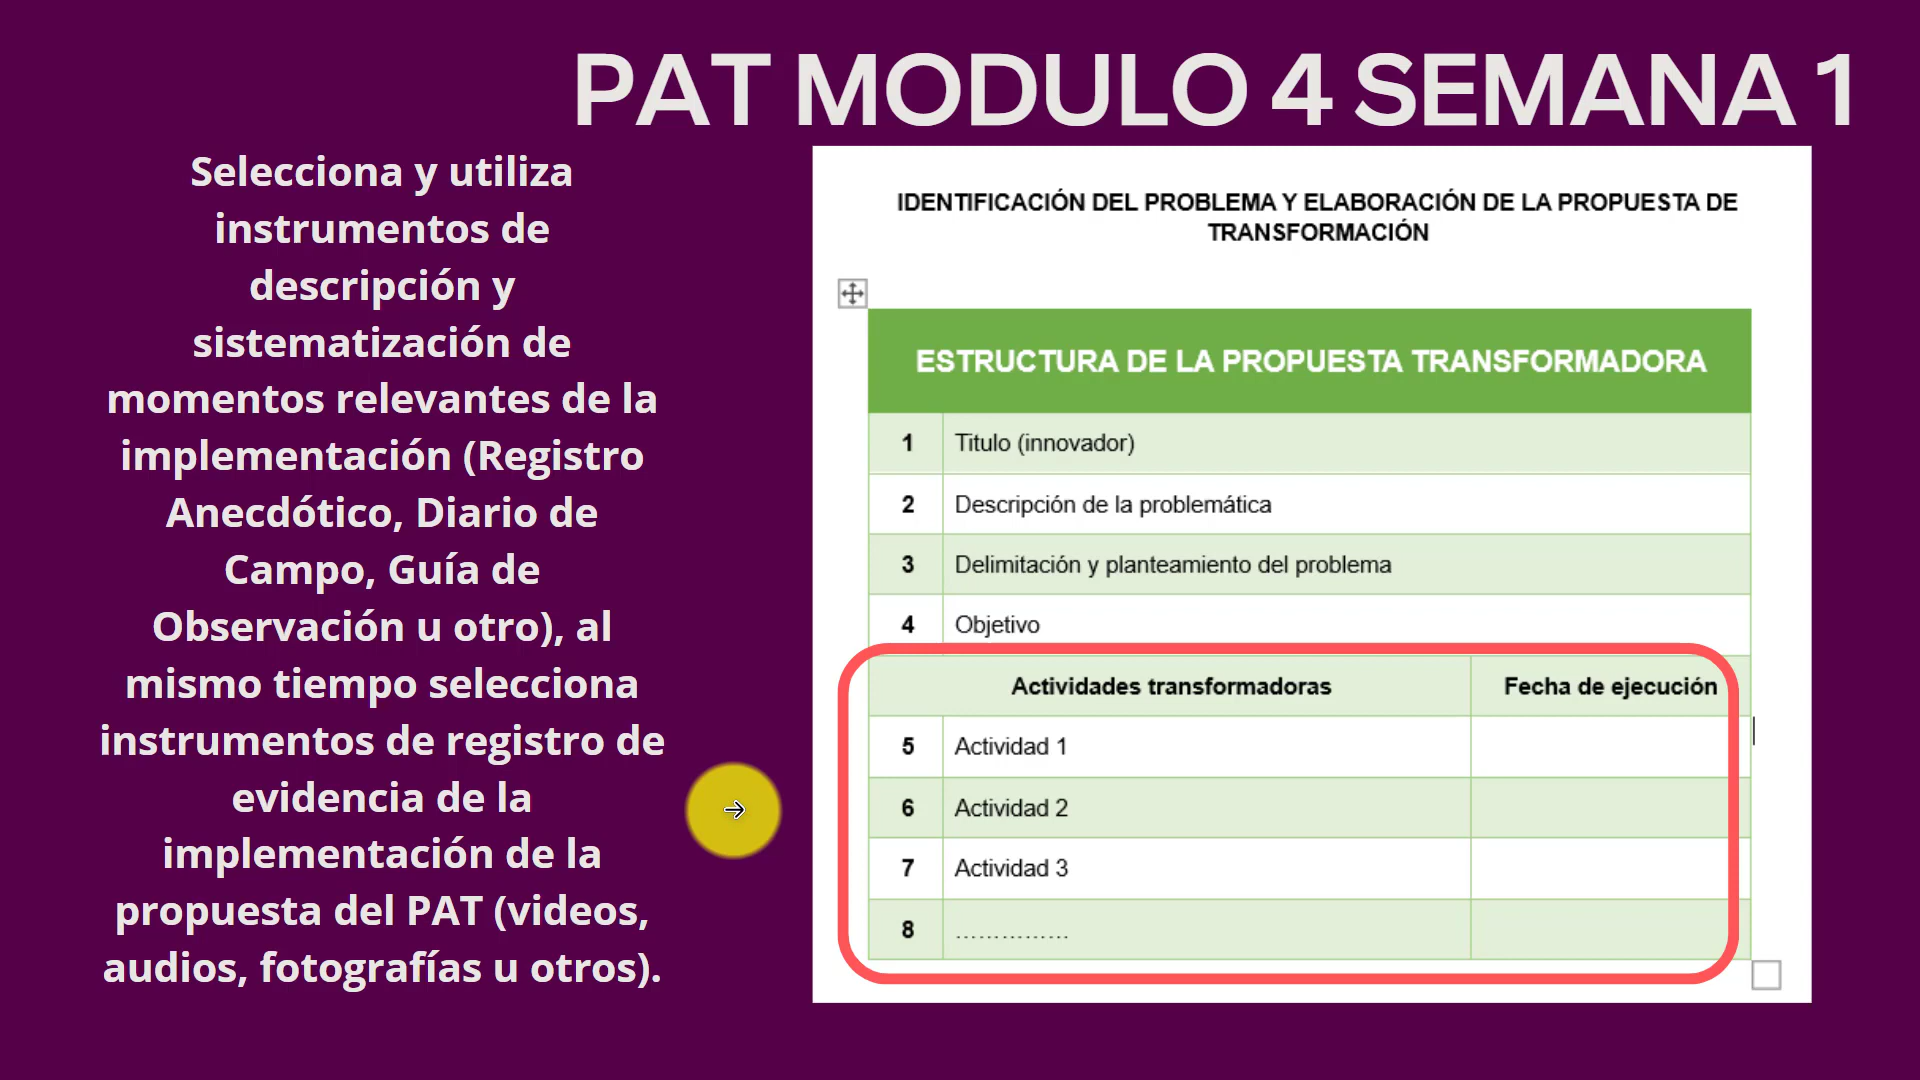 PAT MODULO 4 SEMANA 1
Selecciona y utiliza
instrumentos de
descripción y
sistematización de
momentos relevantes de la
implementación (Registro
Anecdótico, Diario de
Campo, Guía de
Observación u otro), al
mismo tiempo selecciona
instrumentos de registro de
evidencia de la
implementación de la
propuesta del PAT (videos,
audios, fotografías u otros).
IDENTIFICACIÓN DEL PROBLEMA Y ELABORACIÓN DE LA PROPUESTA DE
TRANSFORMACIÓN
ESTRUCTURA DE LA PROPUESTA TRANSFORMADORA
1 Titulo (innovador)
2 Descripción de la problemática
3 Delimitación y planteamiento del problema
4 Objetivo
Actividades transformadoras Fecha de ejecución
5 Actividad 1
6 Actividad 2
7 Actividad 3
8 ……………